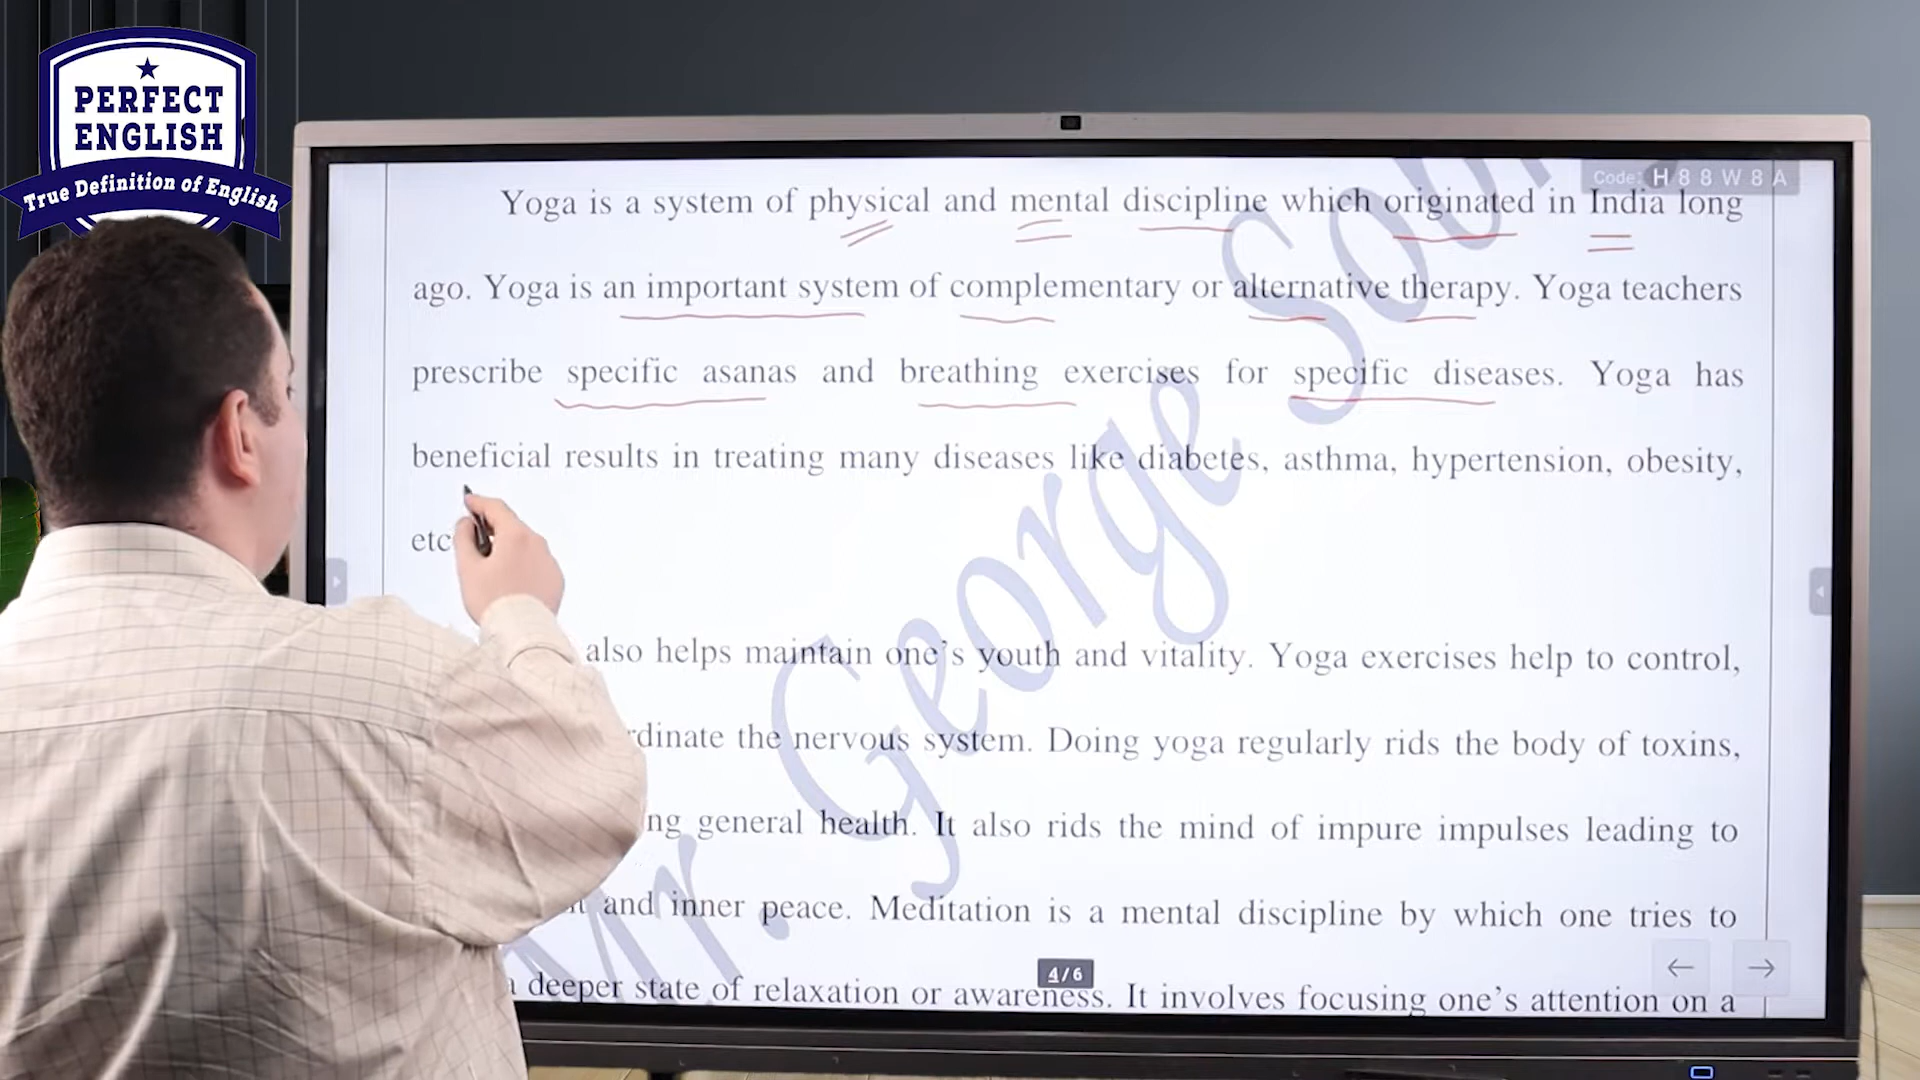 PERFECT
ENGLISH
True Definition of English
Code: H88W8A
Yoga is a system of physical and mental discipline which originated in India long
ago. Yoga is an important system of complementary or alternative therapy. Yoga teachers
prescribe specific asanas and breathing exercises for specific diseases. Yoga has
beneficial results in treating many diseases like diabetes, asthma, hypertension, obesity,
etc
also helps maintain one's youth and vitality. Yoga exercises help to control,
the nervous system. Doing yoga regularly rids the body of toxins,
general health. It also rids the mind of impure impulses leading to
and inner peace. Meditation is a mental discipline by which one tries to
deeper state of relaxation or awareness. It involves focusing one's attention on a
Mr. George
4/6